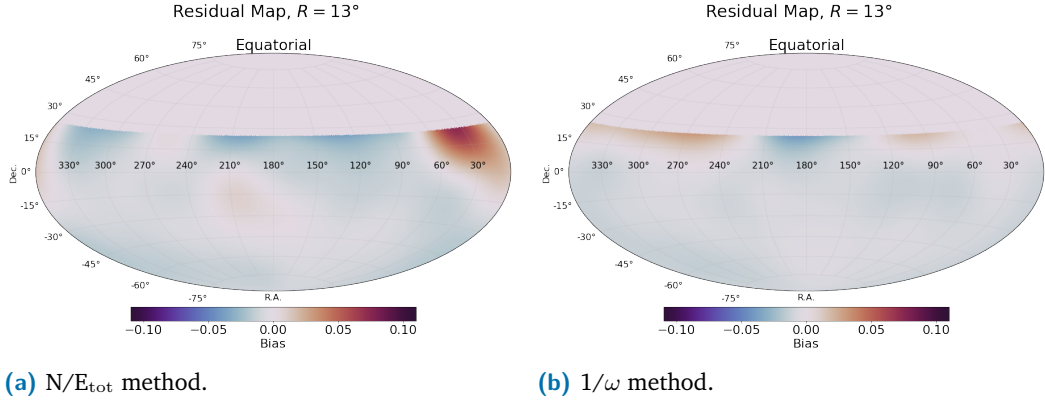 Residual Map, R = 13°
Equatorial
75°
60°
45°
30°
15°
0°
-15°
-30°
-45°
-60°
-75°
Dec.
330° 300° 270° 240° 210° 180° 150° 120° 90° 60° 30°
R.A.
−0.10 −0.05 0.00 0.05 0.10
Bias
(a) N/Etot method.
Residual Map, R = 13°
Equatorial
75°
60°
45°
30°
15°
0°
-15°
-30°
-45°
-60°
-75°
Dec.
330° 300° 270° 240° 210° 180° 150° 120° 90° 60° 30°
R.A.
−0.10 −0.05 0.00 0.05 0.10
Bias
(b) 1/ω method.